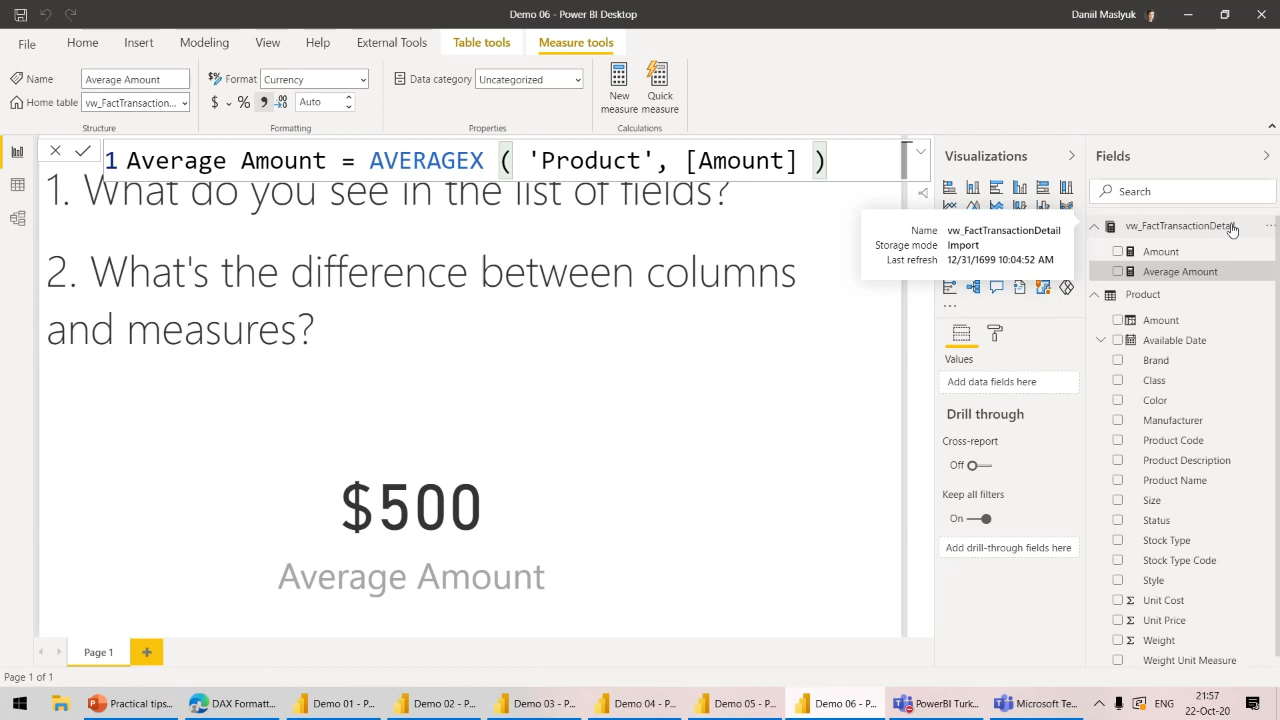 Demo 06 - Power BI Desktop
Daniil Maslyuk
File
Home
Insert
Modeling
View
Help
External Tools
Table tools
Measure tools
Name
Average Amount
Home table
vw_FactTransaction...
Structure
Format
Currency
$
%
Auto
Formatting
Data category
Uncategorized
Properties
New
measure
Quick
measure
Calculations
1 Average Amount = AVERAGEX ( 'Product', [Amount] )
1. What do you see in the list of fields?
2. What's the difference between columns
and measures?
$500
Average Amount
Visualizations
Name vw_FactTransactionDetail
Storage mode Import
Last refresh 12/31/1699 10:04:52 AM
...
Values
Add data fields here
Drill through
Cross-report
Off
Keep all filters
On
Add drill-through fields here
Fields
Search
vw_FactTransactionDetail ...
Amount
Average Amount
Product
Amount
Available Date
Brand
Class
Color
Manufacturer
Product Code
Product Description
Product Name
Size
Status
Stock Type
Stock Type Code
Style
Unit Cost
Unit Price
Weight
Weight Unit Measure
Page 1
Page 1 of 1
Practical tips...
DAX Formatt...
Demo 01 - P...
Demo 02 - P...
Demo 03 - P...
Demo 04 - P...
Demo 05 - P...
Demo 06 - P...
Power BI Turk...
Microsoft Te...
21:57
22-Oct-20